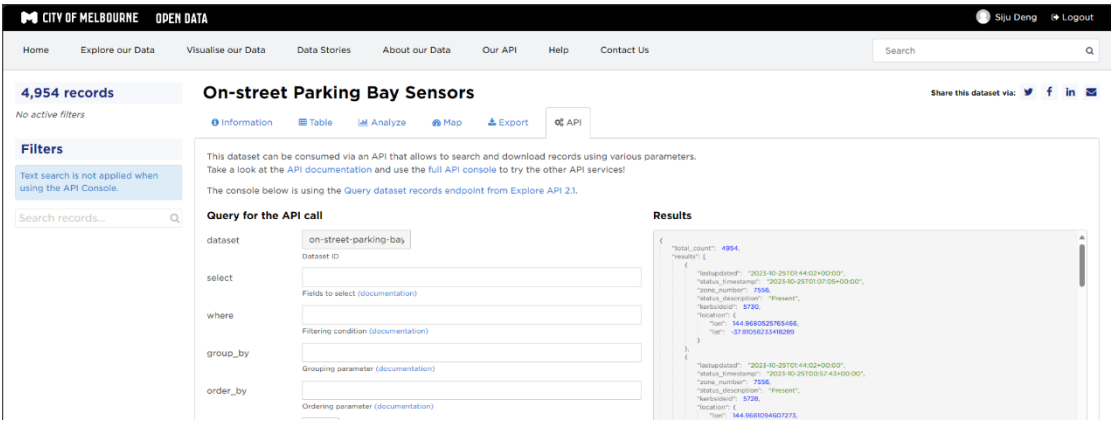 CITY OF MELBOURNE OPEN DATA
Siju Deng Logout
Home Explore our Data Visualise our Data Data Stories About our Data Our API Help Contact Us Search
4,954 records
No active filters
Filters
Text search is not applied when
using the API Console.
Search records...
On-street Parking Bay Sensors
Share this dataset via:
Information Table Analyze Map Export API
This dataset can be consumed via an API that allows to search and download records using various parameters.
Take a look at the API documentation and use the full API console to try the other API services!
The console below is using the Query dataset records endpoint from Explore API 2.1.
Query for the API call
dataset on-street-parking-bay
Dataset ID
select
Fields to select (documentation)
where
Filtering condition (documentation)
group_by
Grouping parameter (documentation)
order_by
Ordering parameter (documentation)
Results
{
"total_count": 4954,
"results": [
{
"lastupdated": "2023-10-25T01:44:02+00:00",
"status_timestamp": "2023-10-25T01:07:05+00:00",
"zone_number": 7556,
"status_description": "Present",
"kerbsideid": 5730,
"location": {
"lon": 144.9680525765466,
"lat": -37.81058233418289
}
},
{
"lastupdated": "2023-10-25T01:44:02+00:00",
"status_timestamp": "2023-10-25T00:57:43+00:00",
"zone_number": 7556,
"status_description": "Present",
"kerbsideid": 5728,
"location": {
"lon": 144.9681094607273,